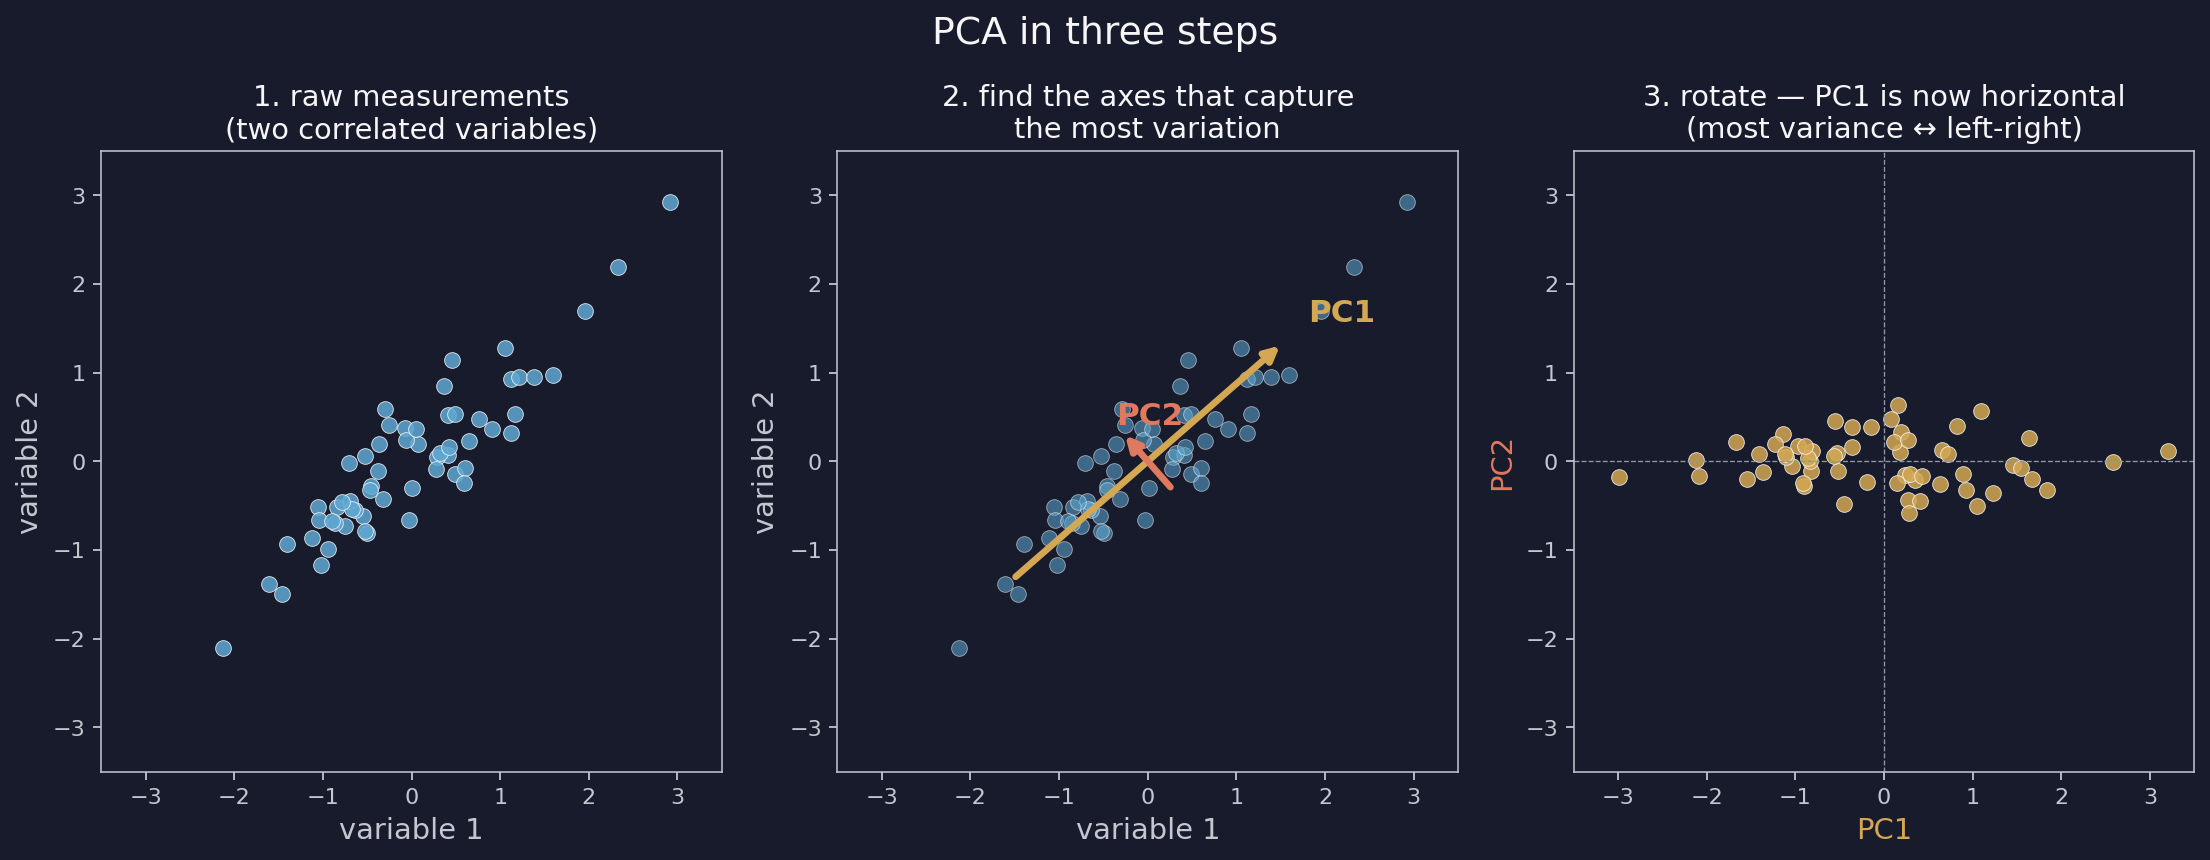 PCA in three steps
1. raw measurements
(two correlated variables)
3
2
1
0
−1
−2
−3
variable 2
−3
−2
−1
0
1
2
3
variable 1
2. find the axes that capture
the most variation
3
2
1
0
−1
−2
−3
variable 2
PC1
PC2
−3
−2
−1
0
1
2
3
variable 1
3. rotate — PC1 is now horizontal
(most variance ↔ left-right)
3
2
1
0
−1
−2
−3
PC2
−3
−2
−1
0
1
2
3
PC1